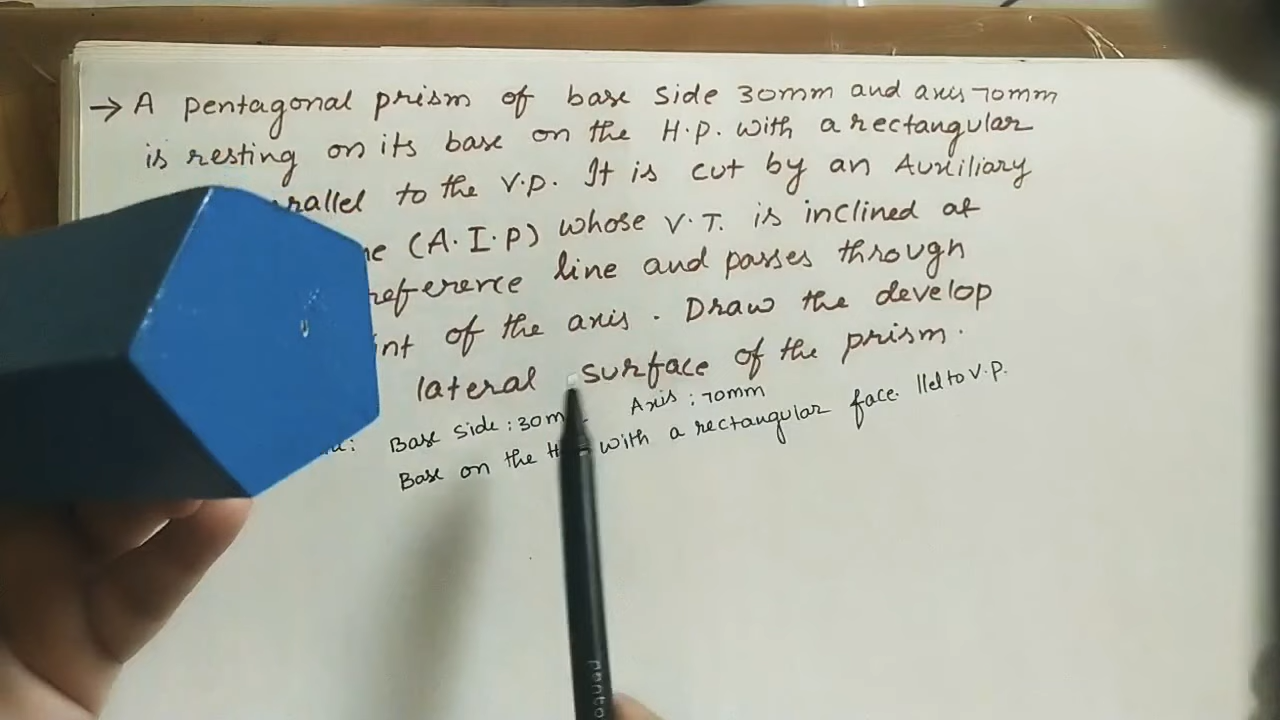 → A pentagonal prism of base side 30mm and axis 70mm
is resting on its base on the H.P. with a rectangular
rallel to the V.P. It is cut by an Auxiliary
(A.I.P) whose V.T. is inclined at
reference line and passes through
of the axis. Draw the develop
lateral surface of the prism.
Base Side: 30m Axis: 70mm
Base on the with a rectangular face llel to V.P.
pento